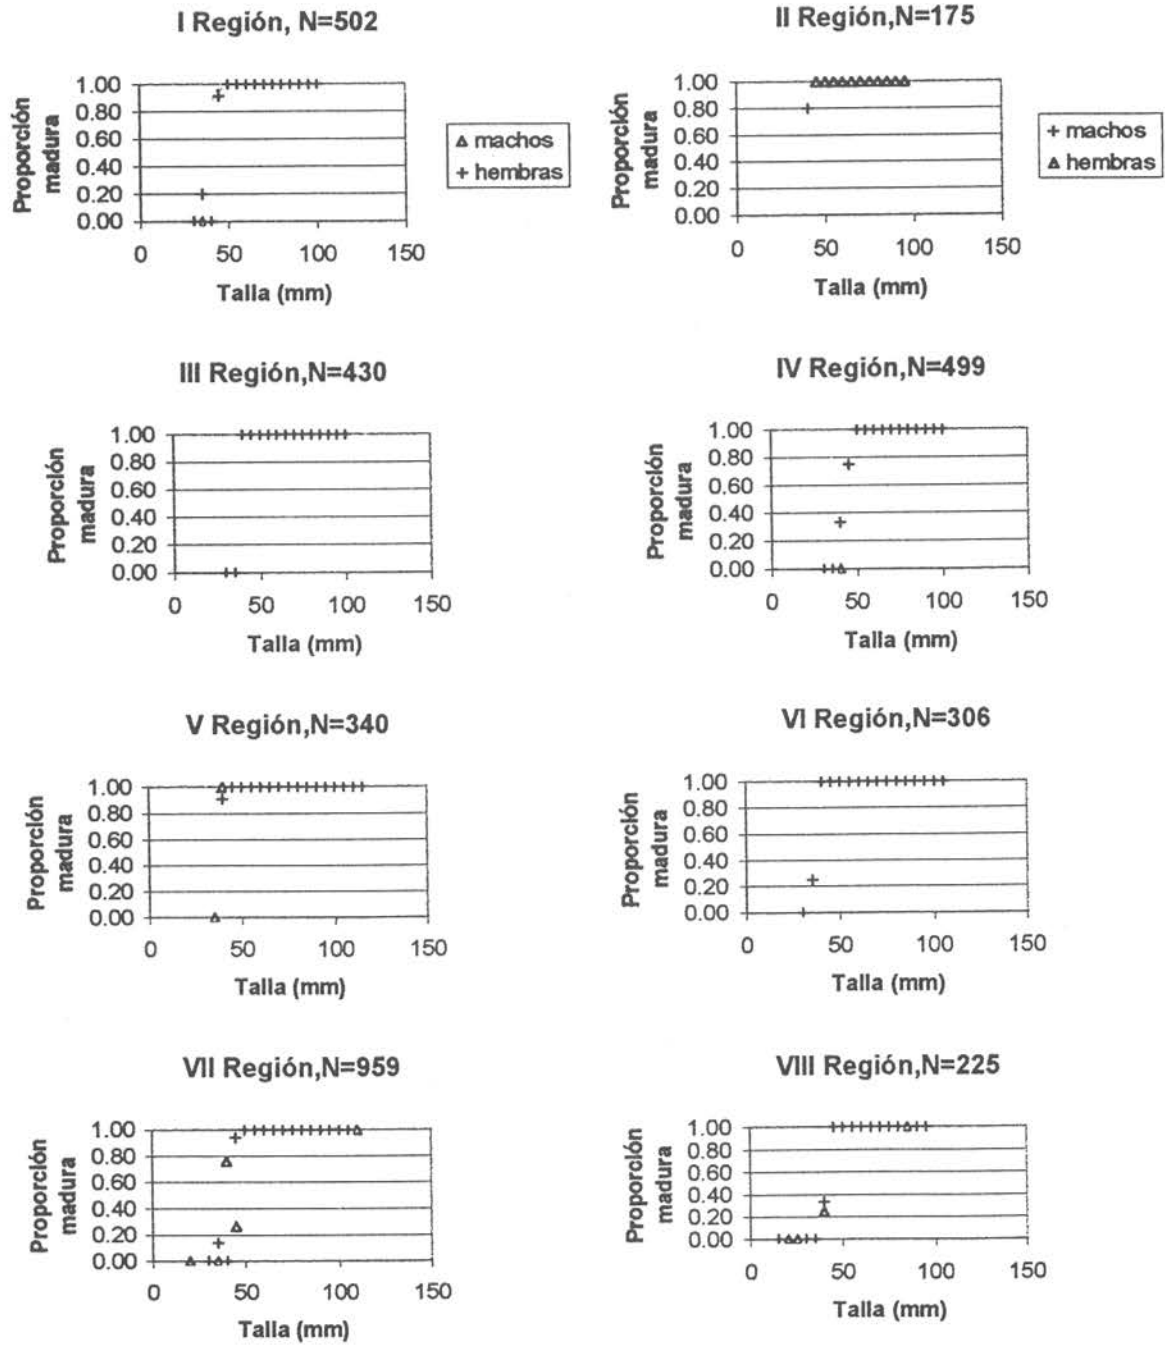 I Región, N=502
Proporción
madura
1.00
0.80
0.60
0.40
0.20
0.00
0 50 100 150
Talla (mm)
machos
hembras
II Región,N=175
Proporción
madura
1.00
0.80
0.60
0.40
0.20
0.00
0 50 100 150
Talla (mm)
machos
hembras
III Región,N=430
Proporción
madura
1.00
0.80
0.60
0.40
0.20
0.00
0 50 100 150
Talla (mm)
IV Región,N=499
Proporción
madura
1.00
0.80
0.60
0.40
0.20
0.00
0 50 100 150
Talla (mm)
V Región,N=340
Proporción
madura
1.00
0.80
0.60
0.40
0.20
0.00
0 50 100 150
Talla (mm)
VI Región,N=306
Proporción
madura
1.00
0.80
0.60
0.40
0.20
0.00
0 50 100 150
Talla (mm)
VII Región,N=959
Proporción
madura
1.00
0.80
0.60
0.40
0.20
0.00
0 50 100 150
Talla (mm)
VIII Región,N=225
Proporción
madura
1.00
0.80
0.60
0.40
0.20
0.00
0 50 100 150
Talla (mm)